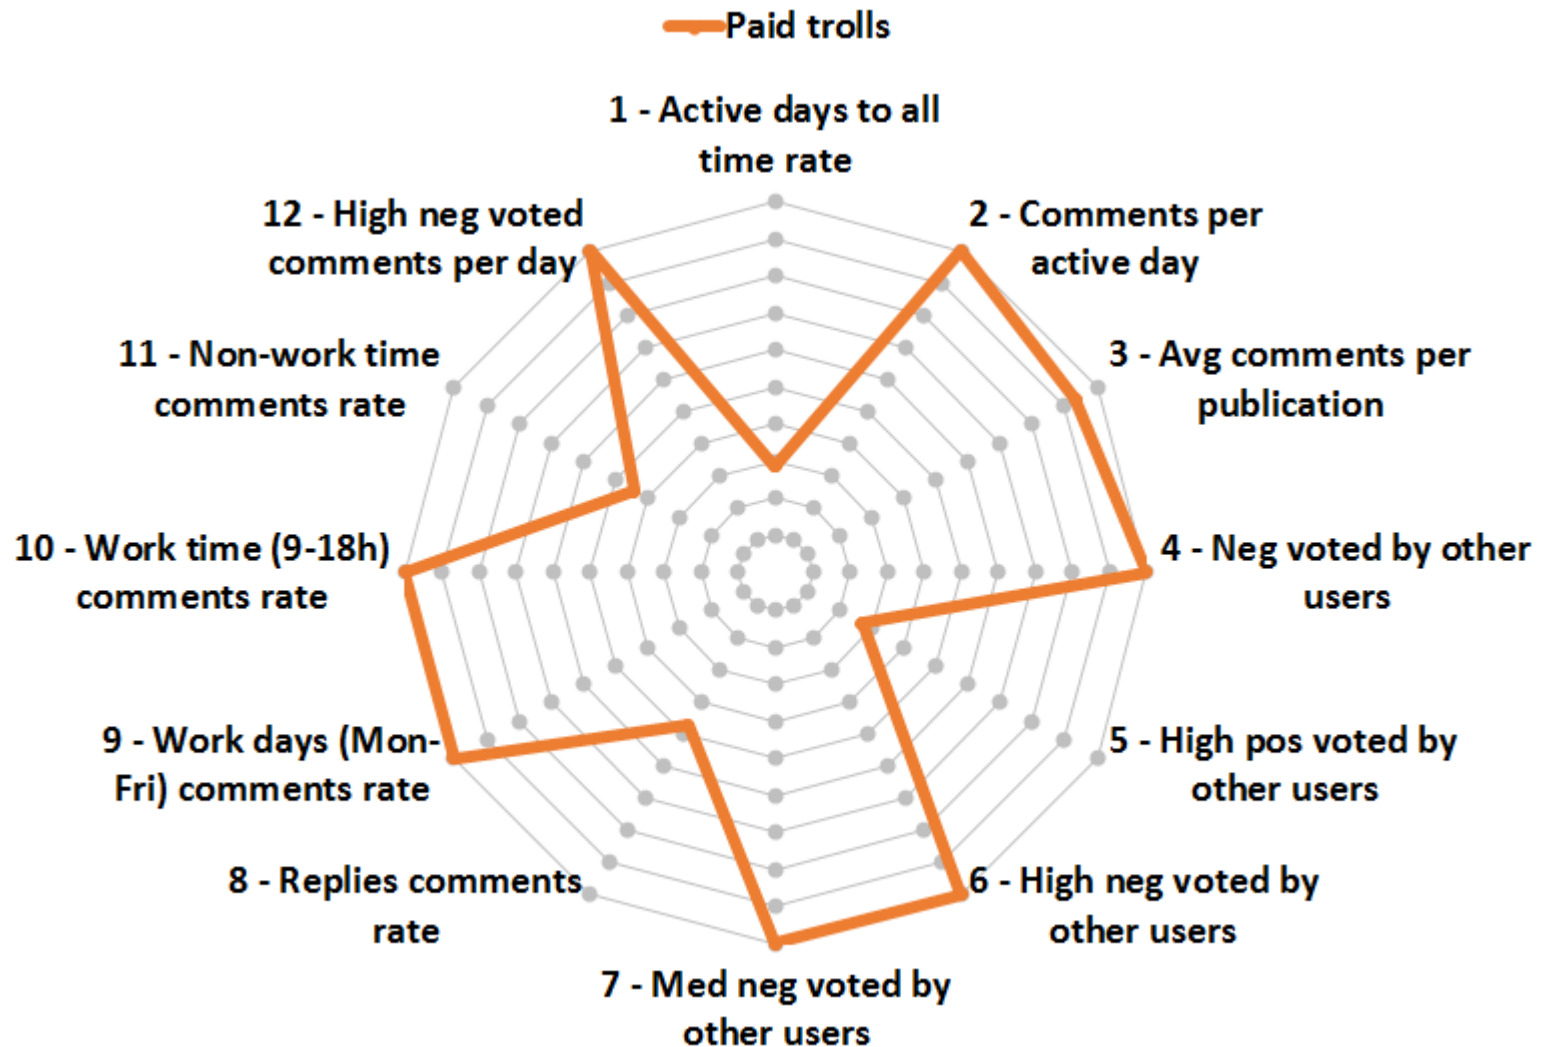 Paid trolls
1 - Active days to all
time rate
2 - Comments per
active day
3 - Avg comments per
publication
4 - Neg voted by other
users
5 - High pos voted by
other users
6 - High neg voted by
other users
7 - Med neg voted by
other users
8 - Replies comments
rate
9 - Work days (Mon-
Fri) comments rate
10 - Work time (9-18h)
comments rate
11 - Non-work time
comments rate
12 - High neg voted
comments per day